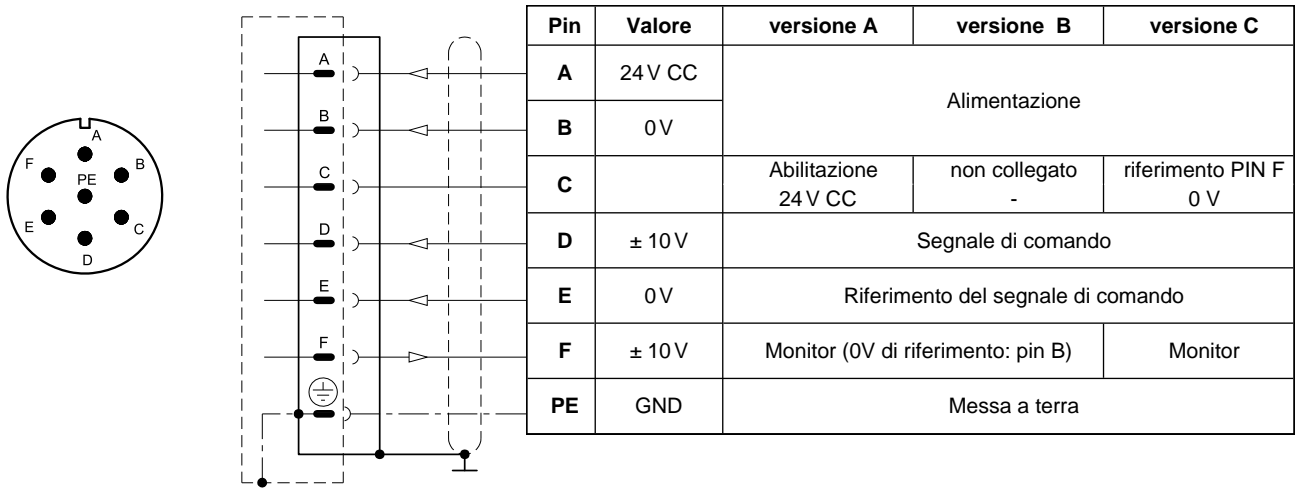 A
F
B
PE
E
C
D
A
B
C
D
E
F
Pin Valore versione A versione B versione C
A 24 V CC Alimentazione
B 0 V
C Abilitazione non collegato riferimento PIN F
24 V CC - 0 V
D ± 10 V Segnale di comando
E 0 V Riferimento del segnale di comando
F ± 10 V Monitor (0V di riferimento: pin B) Monitor
PE GND Messa a terra